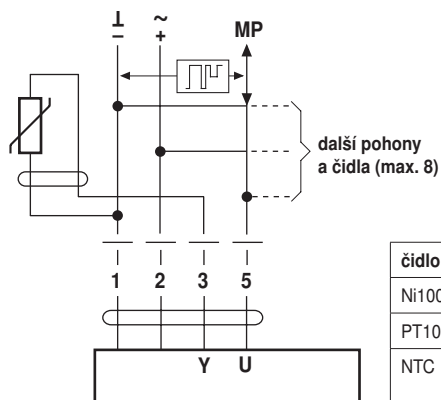 ⊥ ~
− +
MP
další pohony
a čidla (max. 8)
1 2 3 5
Y U
čidlo
Ni100
PT10
NTC